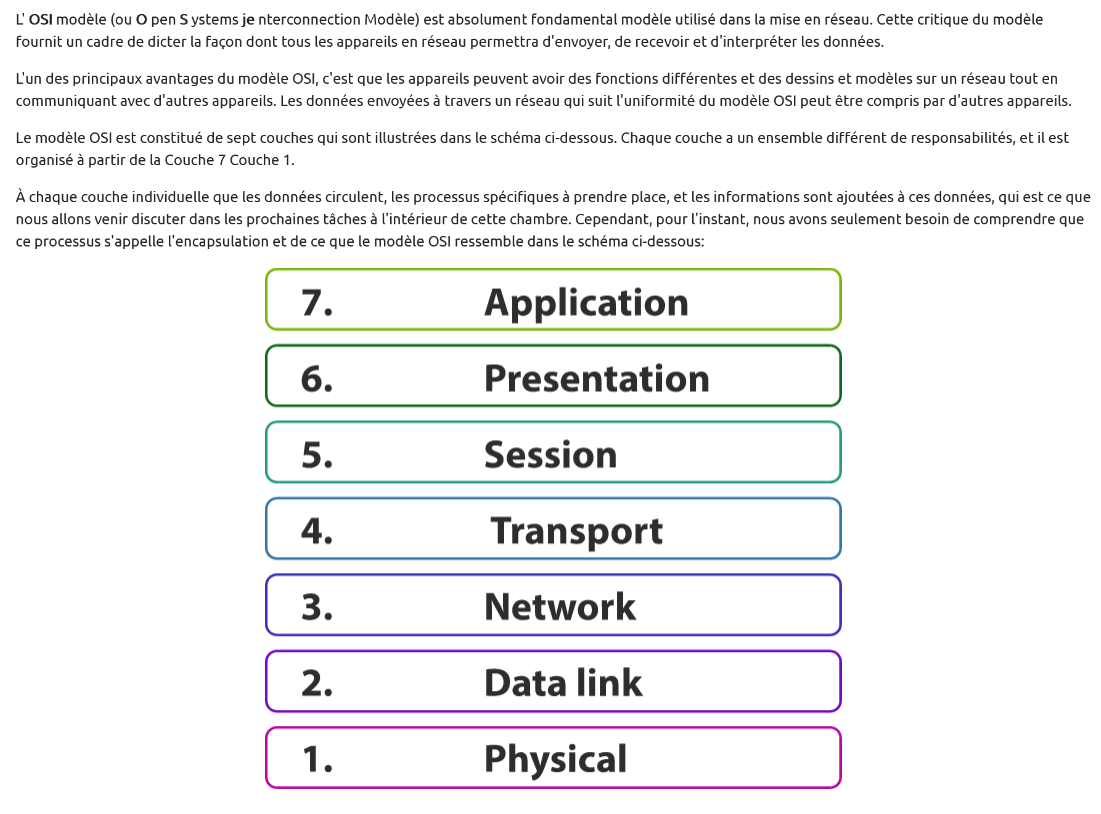 L' OSI modèle (ou O pen S ystems je nterconnection Modèle) est absolument fondamental modèle utilisé dans la mise en réseau. Cette critique du modèle
fournit un cadre de dicter la façon dont tous les appareils en réseau permettra d'envoyer, de recevoir et d'interpréter les données.
L'un des principaux avantages du modèle OSI, c'est que les appareils peuvent avoir des fonctions différentes et des dessins et modèles sur un réseau tout en
communiquant avec d'autres appareils. Les données envoyées à travers un réseau qui suit l'uniformité du modèle OSI peut être compris par d'autres appareils.
Le modèle OSI est constitué de sept couches qui sont illustrées dans le schéma ci-dessous. Chaque couche a un ensemble différent de responsabilités, et il est
organisé à partir de la Couche 7 Couche 1.
À chaque couche individuelle que les données circulent, les processus spécifiques à prendre place, et les informations sont ajoutées à ces données, qui est ce que
nous allons venir discuter dans les prochaines tâches à l'intérieur de cette chambre. Cependant, pour l'instant, nous avons seulement besoin de comprendre que
ce processus s'appelle l'encapsulation et de ce que le modèle OSI ressemble dans le schéma ci-dessous:
7. Application
6. Presentation
5. Session
4. Transport
3. Network
2. Data link
1. Physical